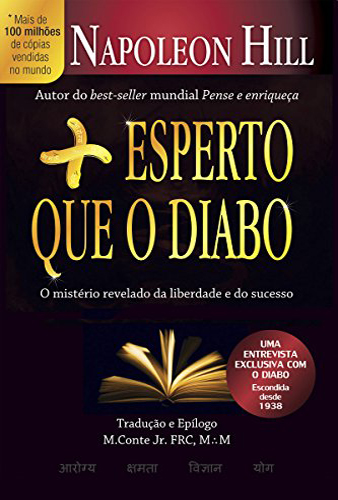 * Mais de
100 milhões
de cópias
vendidas
no mundo
NAPOLEON HILL
Autor do best-seller mundial Pense e enriqueça
+ ESPERTO
QUE O DIABO
O mistério revelado da liberdade e do sucesso
UMA
ENTREVISTA
EXCLUSIVA COM
O DIABO
Escondida
desde
1938
Tradução e Epílogo
M.Conte Jr. FRC, M∴M
आरोग्य क्षमता विज्ञान योग